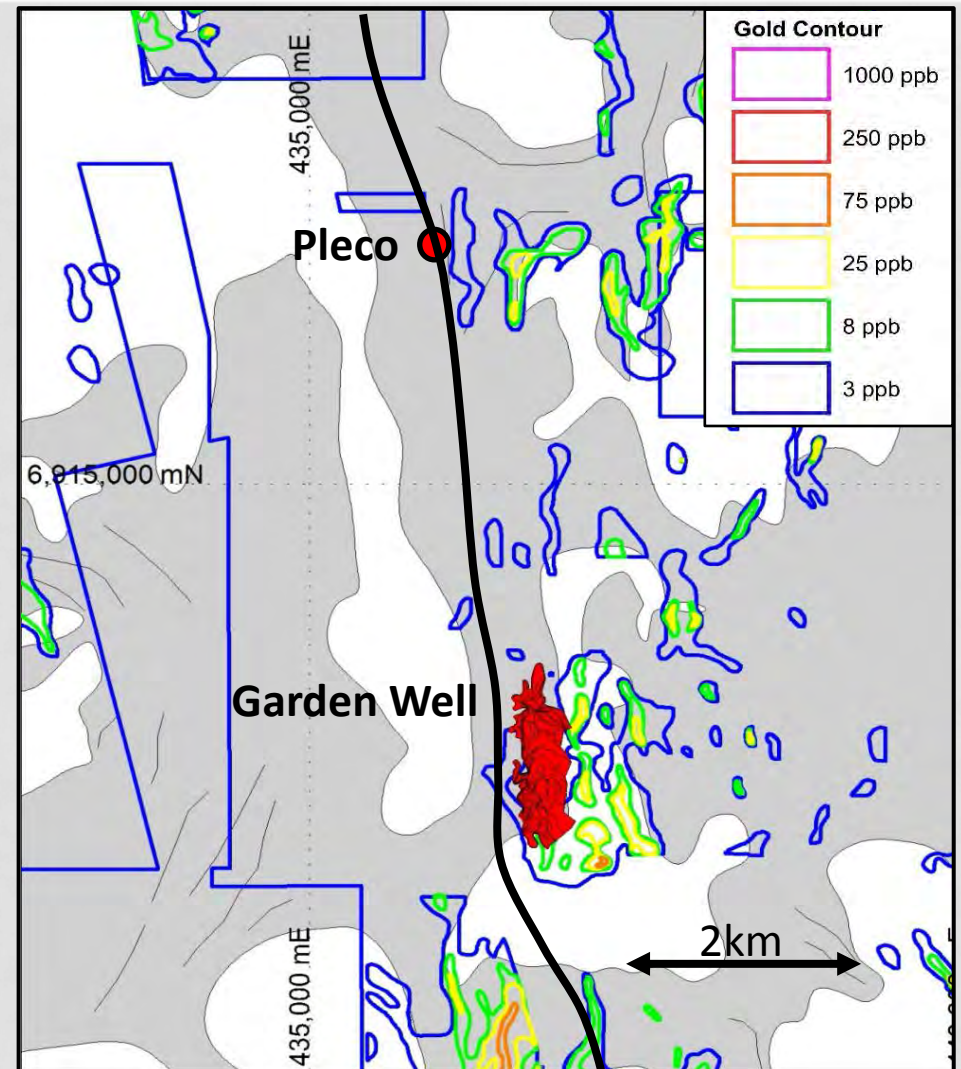 Gold Contour
1000 ppb
250 ppb
75 ppb
25 ppb
8 ppb
3 ppb
435,000 mE
Pleco
6,915,000 mN
Garden Well
2km
435,000 mE